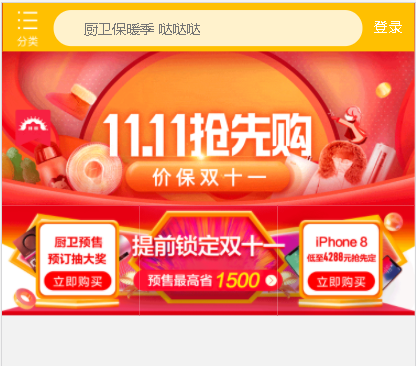 分类
厨卫保暖季 哒哒哒
登录
11.11抢先购
价保双十一
厨卫预售
预订抽大奖
立即购买
提前锁定双十一
预售最高省1500
iPhone 8
低至4288元抢先定
立即购买